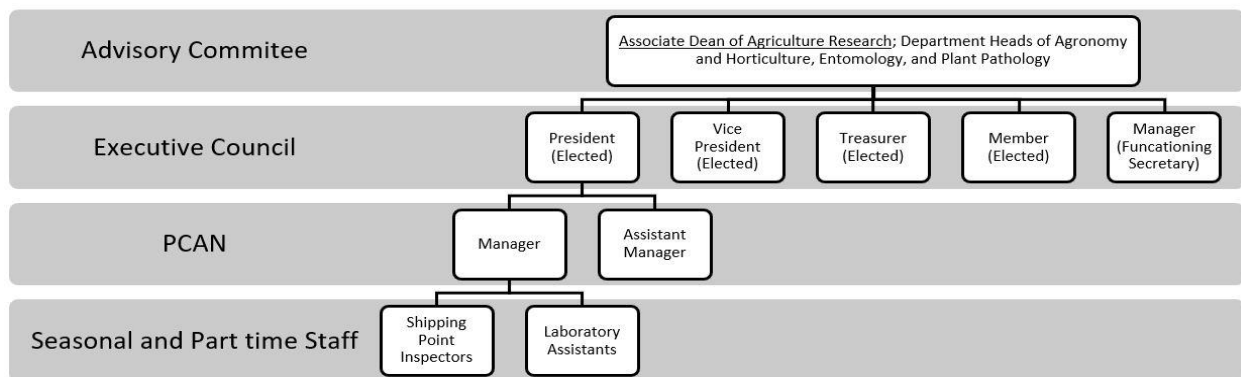 Advisory Commitee
Associate Dean of Agriculture Research; Department Heads of Agronomy
and Horticulture, Entomology, and Plant Pathology
Executive Council
President
(Elected)
Vice
President
(Elected)
Treasurer
(Elected)
Member
(Elected)
Manager
(Funcationing
Secretary)
PCAN
Manager
Assistant
Manager
Seasonal and Part time Staff
Shipping
Point
Inspectors
Laboratory
Assistants